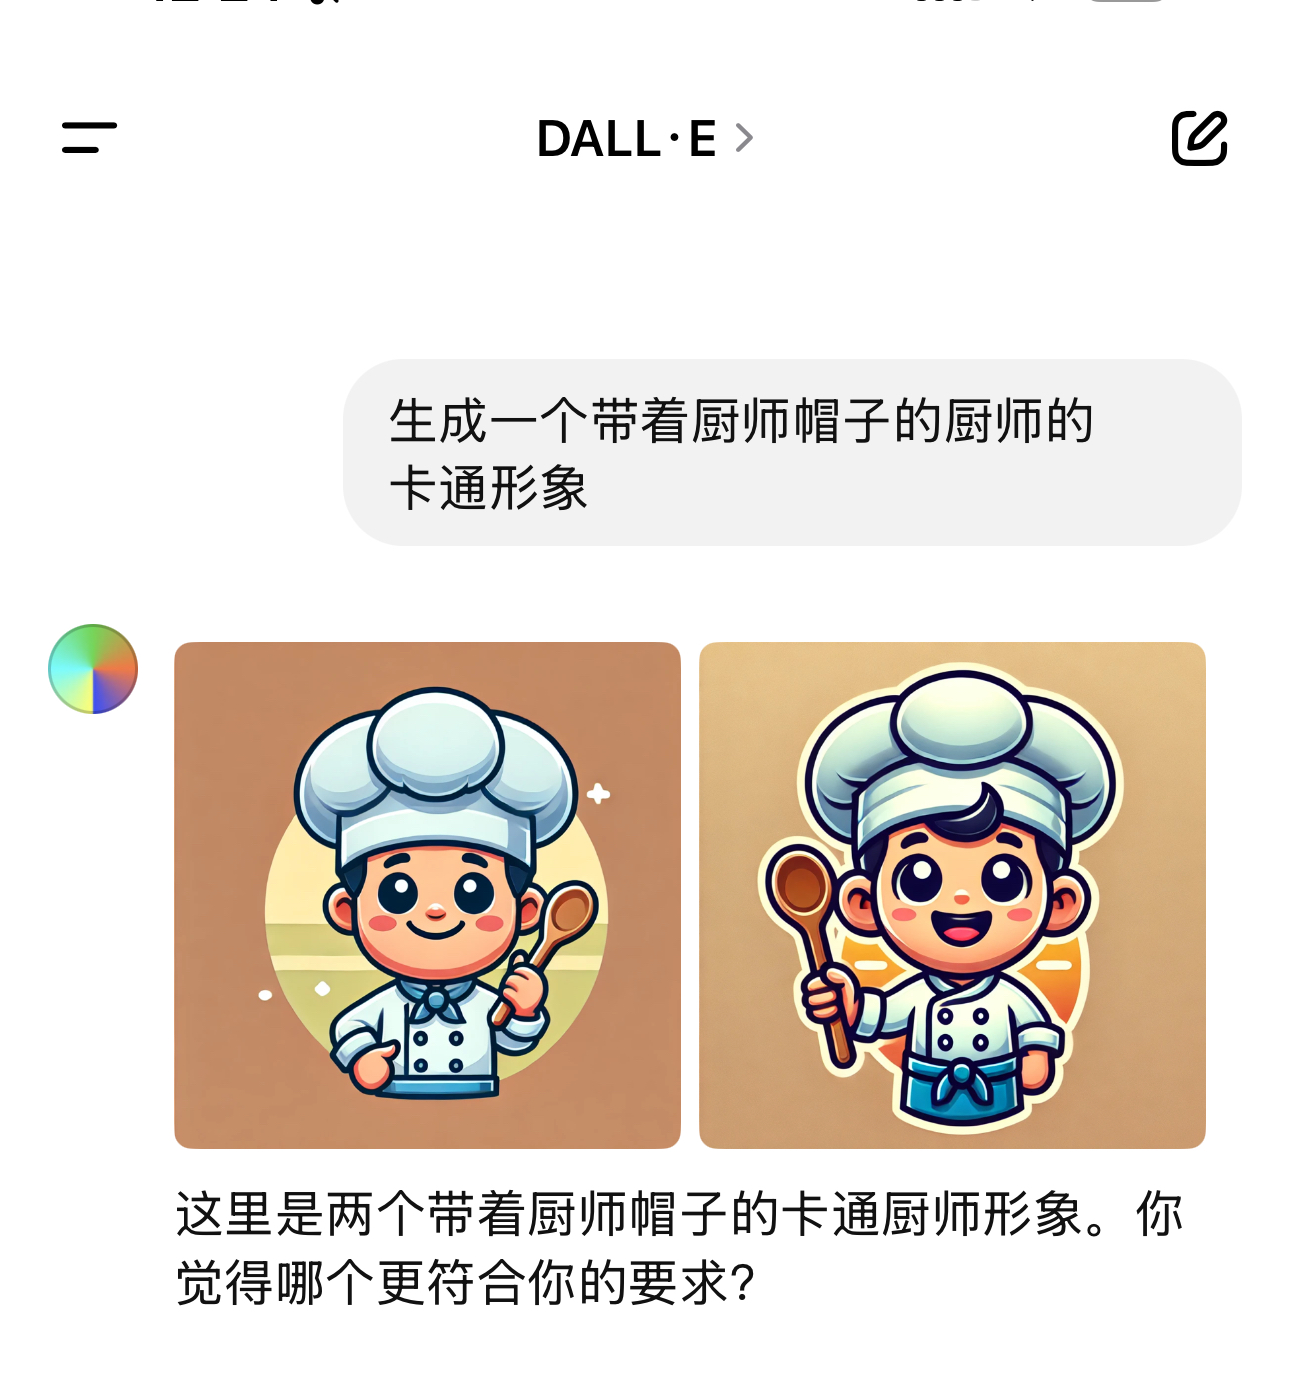 DALL·E
生成一个带着厨师帽子的厨师的
卡通形象
这里是两个带着厨师帽子的卡通厨师形象。你
觉得哪个更符合你的要求?